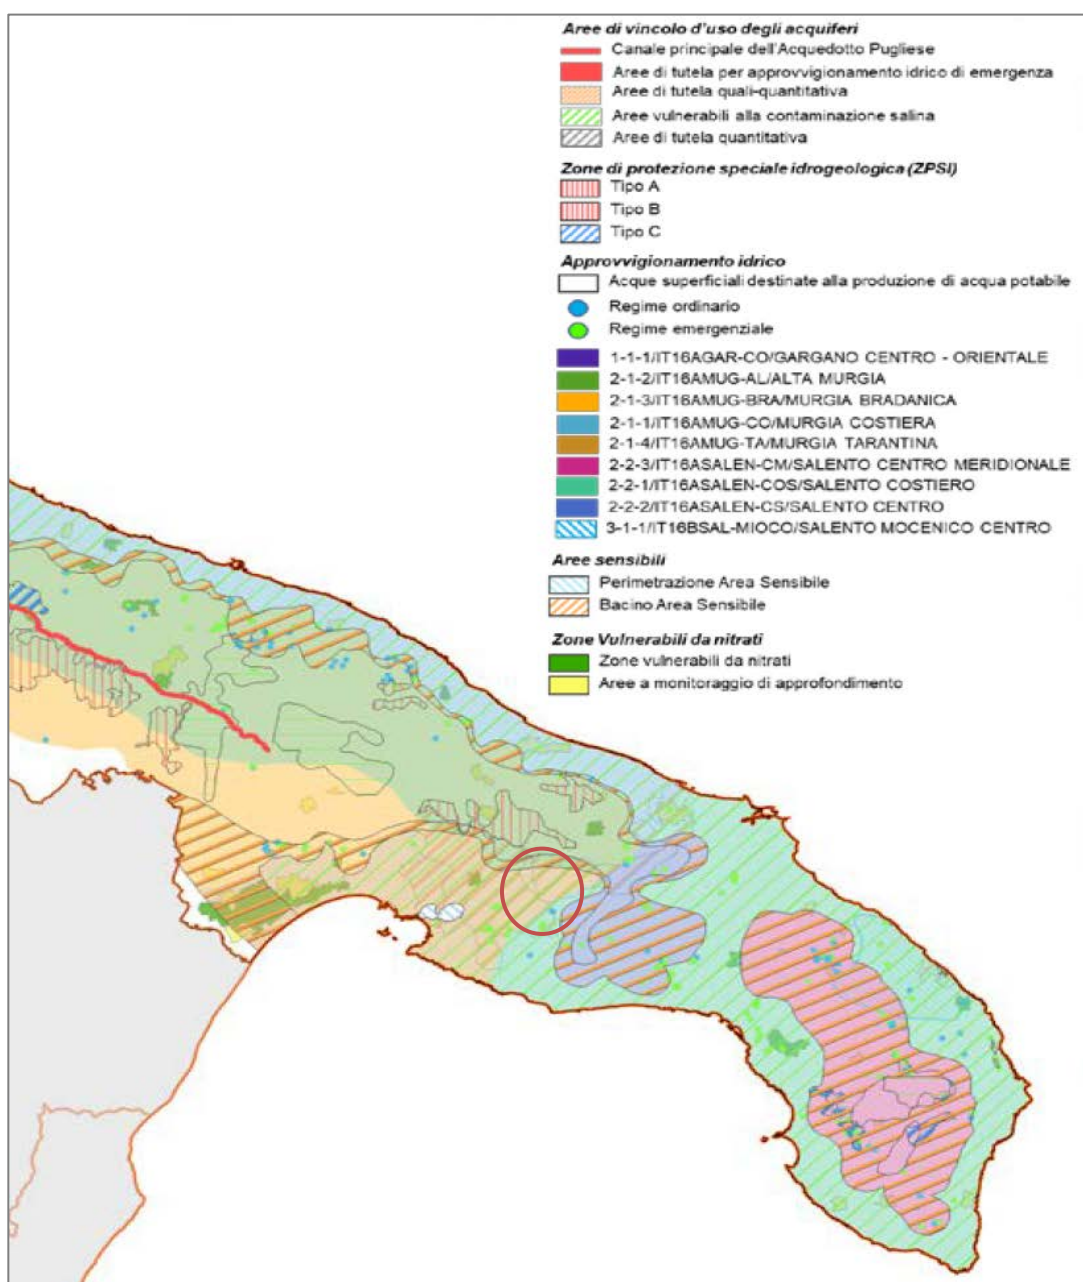 Aree di vincolo d'uso degli acquiferi
Canale principale dell'Acquedotto Pugliese
Aree di tutela per approvvigionamento idrico di emergenza
Aree di tutela quali-quantitativa
Aree vulnerabili alla contaminazione salina
Aree di tutela quantitativa
Zone di protezione speciale idrogeologica (ZPSI)
Tipo A
Tipo B
Tipo C
Approvvigionamento idrico
Acque superficiali destinate alla produzione di acqua potabile
Regime ordinario
Regime emergenziale
1-1-1/IT16AGAR-CO/GARGANO CENTRO - ORIENTALE
2-1-2/IT16AMUG-AL/ALTA MURGIA
2-1-3/IT16AMUG-BRA/MURGIA BRADANICA
2-1-1/IT16AMUG-CO/MURGIA COSTIERA
2-1-4/IT16AMUG-TA/MURGIA TARANTINA
2-2-3/IT16ASALEN-CM/SALENTO CENTRO MERIDIONALE
2-2-1/IT16ASALEN-COS/SALENTO COSTIERO
2-2-2/IT16ASALEN-CS/SALENTO CENTRO
3-1-1/IT16BSAL-MIOCO/SALENTO MOCENICO CENTRO
Aree sensibili
Perimetrazione Area Sensibile
Bacino Area Sensibile
Zone Vulnerabili da nitrati
Zone vulnerabili da nitrati
Aree a monitoraggio di approfondimento